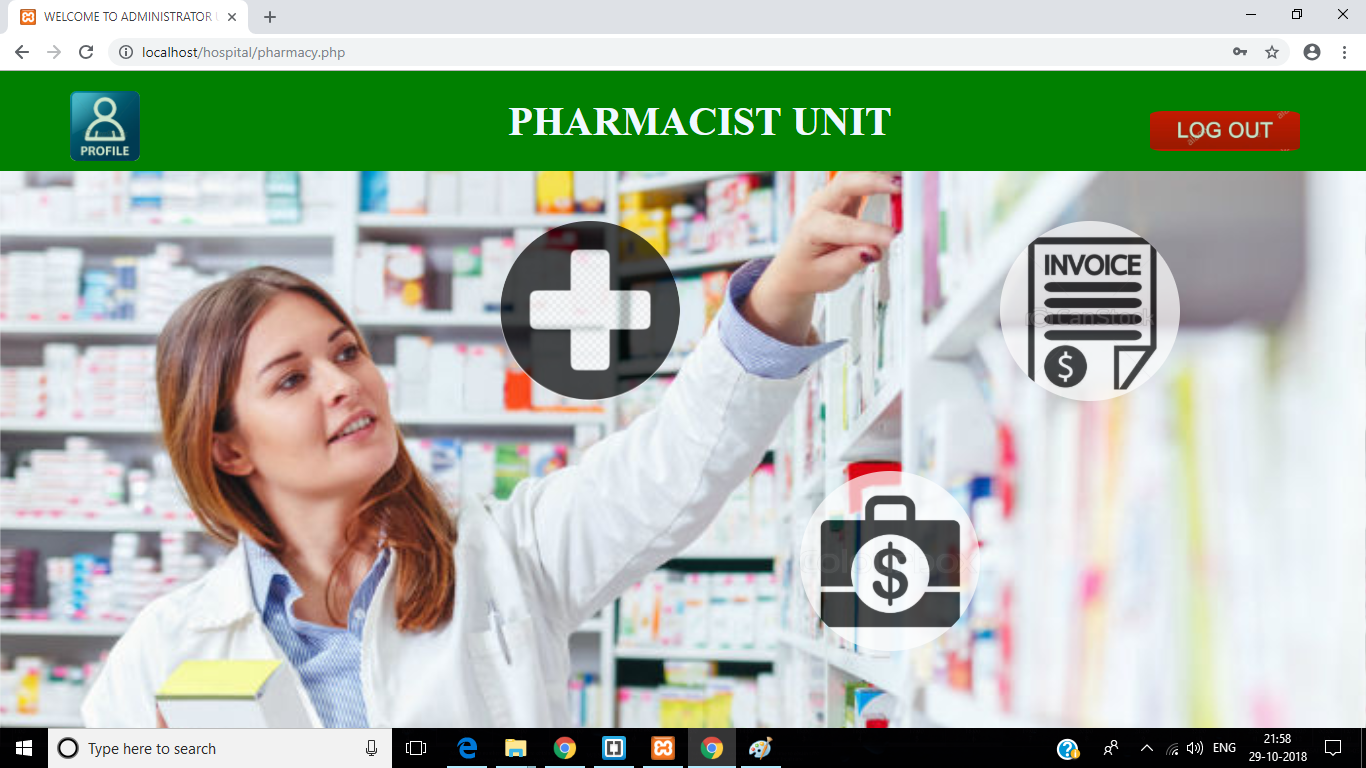 WELCOME TO ADMINISTRATOR
localhost/hospital/pharmacy.php
PROFILE
PHARMACIST UNIT
LOG OUT
INVOICE
$
$
Type here to search
ENG
21:58
29-10-2018